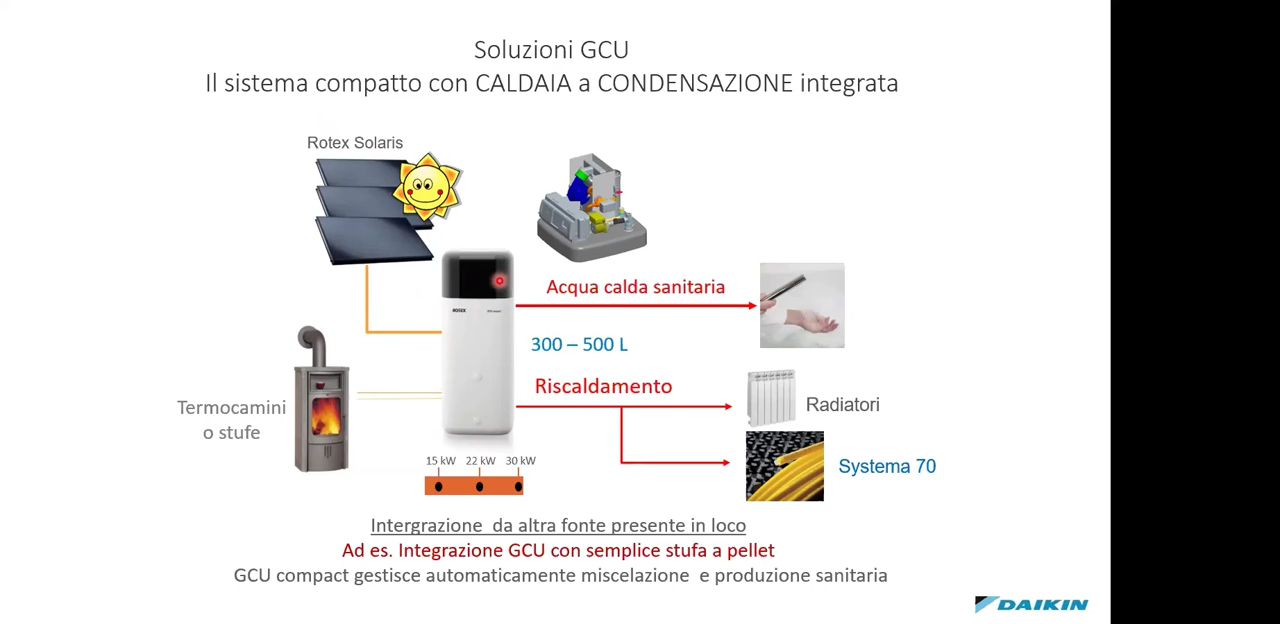 Soluzioni GCU
Il sistema compatto con CALDAIA a CONDENSAZIONE integrata
Rotex Solaris
Acqua calda sanitaria
ROTEX
300 – 500 L
Riscaldamento
Termocamini
o stufe
Radiatori
Systema 70
15 kW 22 kW 30 kW
Intergrazione da altra fonte presente in loco
Ad es. Integrazione GCU con semplice stufa a pellet
GCU compact gestisce automaticamente miscelazione e produzione sanitaria
DAIKIN